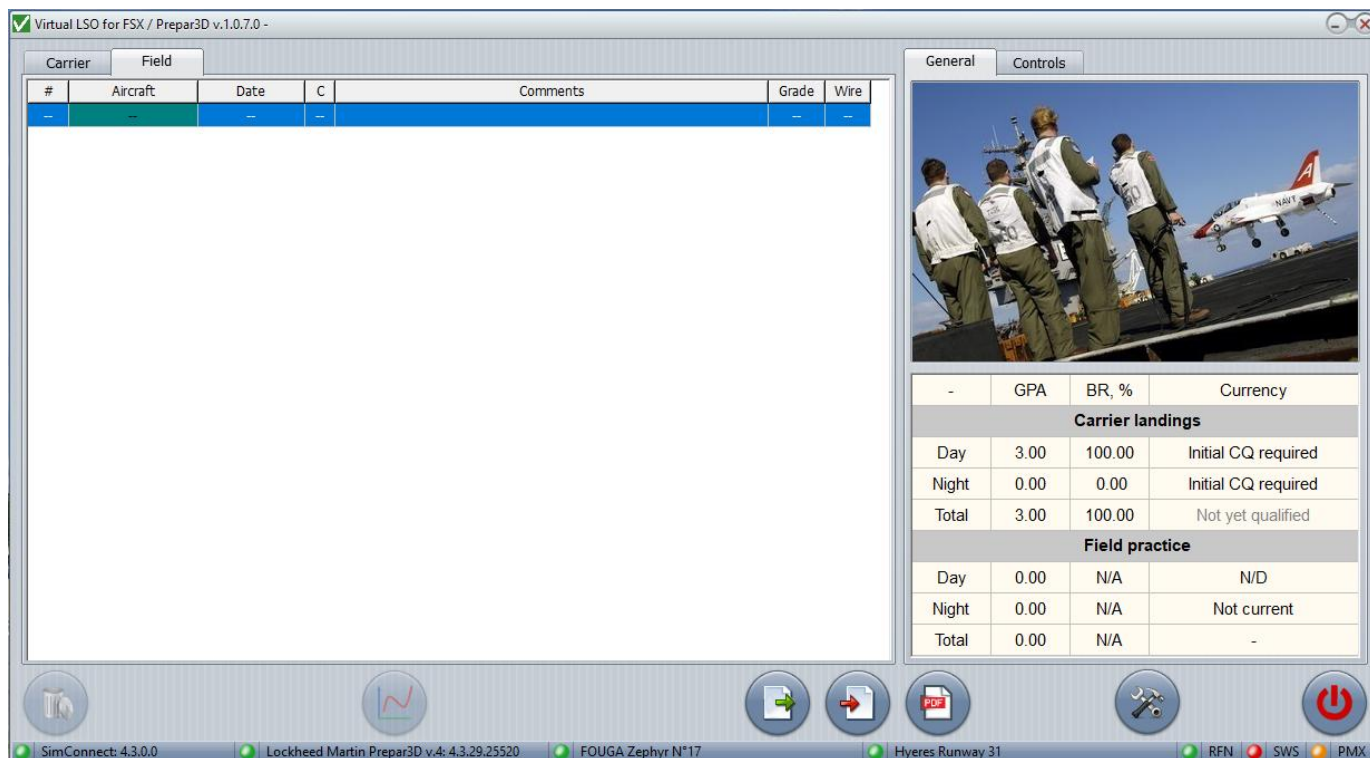 Virtual LSO for FSX / Prepar3D v.1.0.7.0 -
Carrier Field
# Aircraft Date C Comments Grade Wire
-- -- -- -- -- --
General Controls
A
NAVY
- GPA BR, % Currency
Carrier landings
Day 3.00 100.00 Initial CQ required
Night 0.00 0.00 Initial CQ required
Total 3.00 100.00 Not yet qualified
Field practice
Day 0.00 N/A N/D
Night 0.00 N/A Not current
Total 0.00 N/A -
PDF
SimConnect: 4.3.0.0 Lockheed Martin Prepar3D v.4: 4.3.29.25520 FOUGA Zephyr N°17 Hyeres Runway 31 RFN SWS PMX